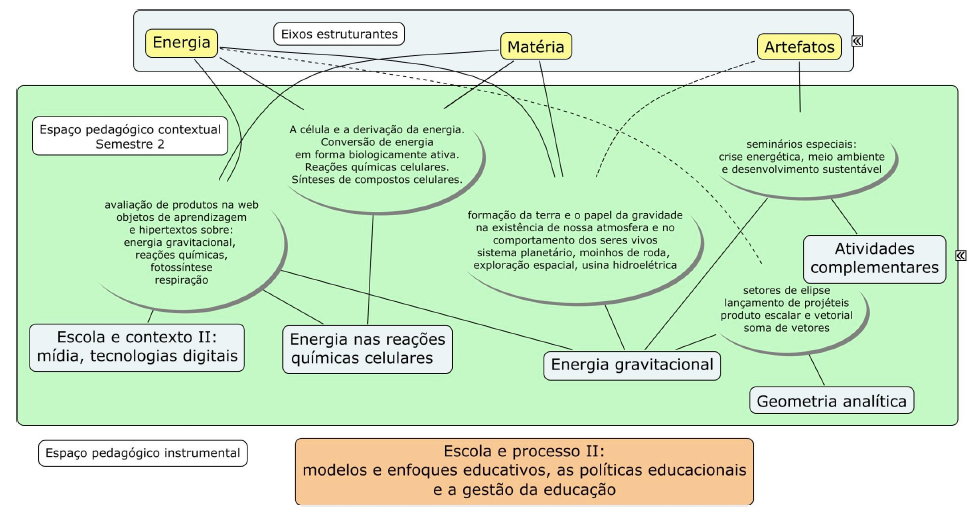 Energia
Eixos estruturantes
Matéria
Artefatos
Espaço pedagógico contextual
Semestre 2
A célula e a derivação da energia.
Conversão de energia
em forma biologicamente ativa.
Reações químicas celulares.
Sínteses de compostos celulares.
seminários especiais:
crise energética, meio ambiente
e desenvolvimento sustentável
avaliação de produtos na web
objetos de aprendizagem
e hipertextos sobre:
energia gravitacional,
reações químicas,
fotossíntese
respiração
formação da terra e o papel da gravidade
na existência de nossa atmosfera e no
comportamento dos seres vivos
sistema planetário, moinhos de roda,
exploração espacial, usina hidroelétrica
Atividades
complementares
setores de elipse
lançamento de projéteis
produto escalar e vetorial
soma de vetores
Escola e contexto II:
mídia, tecnologias digitais
Energia nas reações
químicas celulares
Energia gravitacional
Geometria analítica
Espaço pedagógico instrumental
Escola e processo II:
modelos e enfoques educativos, as políticas educacionais
e a gestão da educação